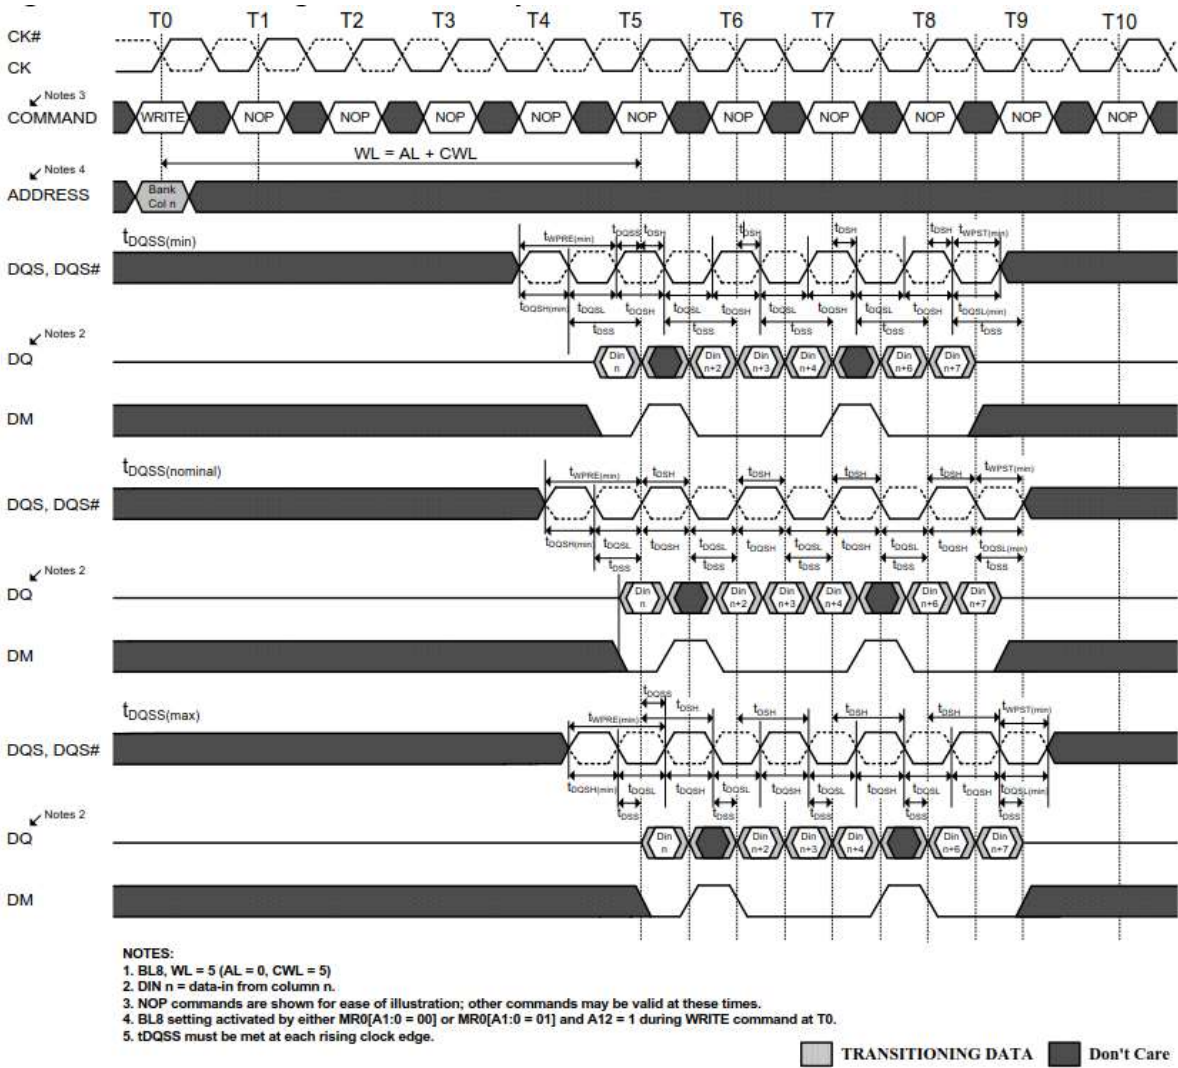 T0 T1 T2 T3 T4 T5 T6 T7 T8 T9 T10
CK#
CK
Notes 3
COMMAND WRITE NOP NOP NOP NOP NOP NOP NOP NOP NOP NOP
WL = AL + CWL
Notes 4
ADDRESS Bank Col n
tDQSS(min) tWPRE(min) tDQSS tDSH tDSH tDSH tDSH tWPST(min)
DQS, DQS#
tDQSH(min) tDQSL tDQSH tDQSL tDQSH tDQSL tDQSH tDQSL tDQSH tDQSL(min)
tDSS tDSS tDSS tDSS tDSS
Notes 2
DQ Din n Din n+2 Din n+3 Din n+4 Din n+6 Din n+7
DM
tDQSS(nominal) tWPRE(min) tDSH tDSH tDSH tDSH tWPST(min)
DQS, DQS#
tDQSH(min) tDQSL tDQSH tDQSL tDQSH tDQSL tDQSH tDQSL tDQSH tDQSL(min)
tDSS tDSS tDSS tDSS tDSS
Notes 2
DQ Din n Din n+2 Din n+3 Din n+4 Din n+6 Din n+7
DM
tDQSS
tDQSS(max) tWPRE(min) tDSH tDSH tDSH tDSH tWPST(min)
DQS, DQS#
tDQSH(min) tDQSL tDQSH tDQSL tDQSH tDQSL tDQSH tDQSL tDQSH tDQSL(min)
tDSS tDSS tDSS tDSS tDSS
Notes 2
DQ Din n Din n+2 Din n+3 Din n+4 Din n+6 Din n+7
DM
NOTES:
1. BL8, WL = 5 (AL = 0, CWL = 5)
2. DIN n = data-in from column n.
3. NOP commands are shown for ease of illustration; other commands may be valid at these times.
4. BL8 setting activated by either MR0[A1:0 = 00] or MR0[A1:0 = 01] and A12 = 1 during WRITE command at T0.
5. tDQSS must be met at each rising clock edge.
TRANSITIONING DATA Don't Care